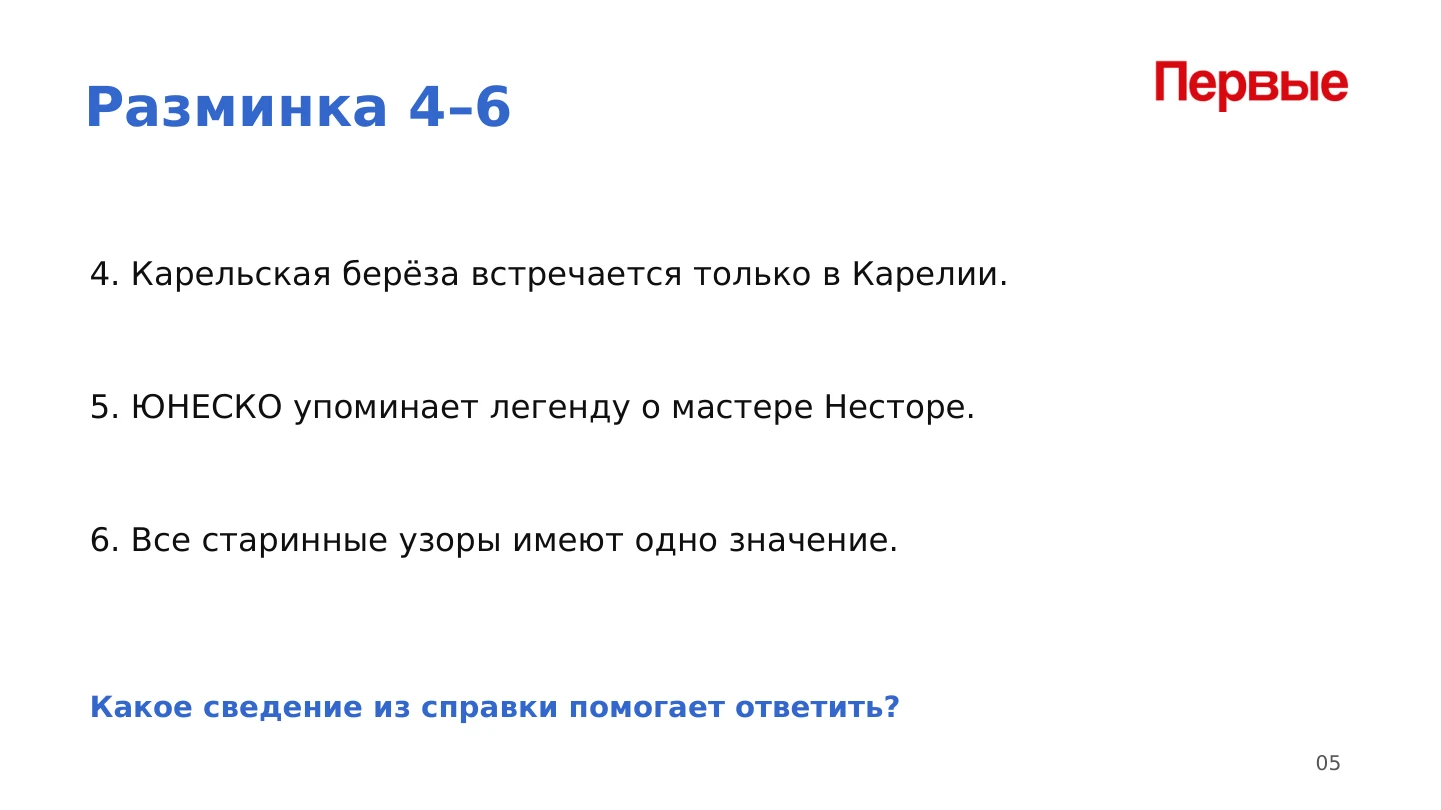 Разминка 4–6
Первые
4. Карельская берёза встречается только в Карелии.
5. ЮНЕСКО упоминает легенду о мастере Несторе.
6. Все старинные узоры имеют одно значение.
Какое сведение из справки помогает ответить?
05